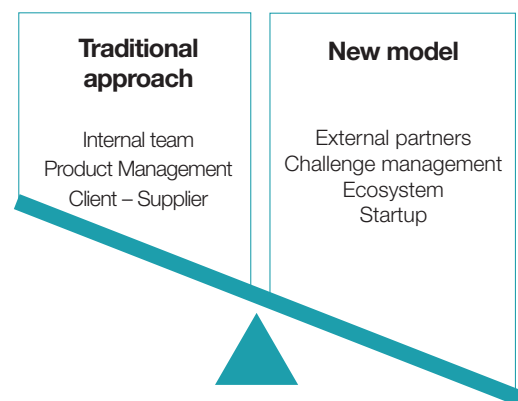 Traditional
approach
Internal team
Product Management
Client – Supplier
New model
External partners
Challenge management
Ecosystem
Startup